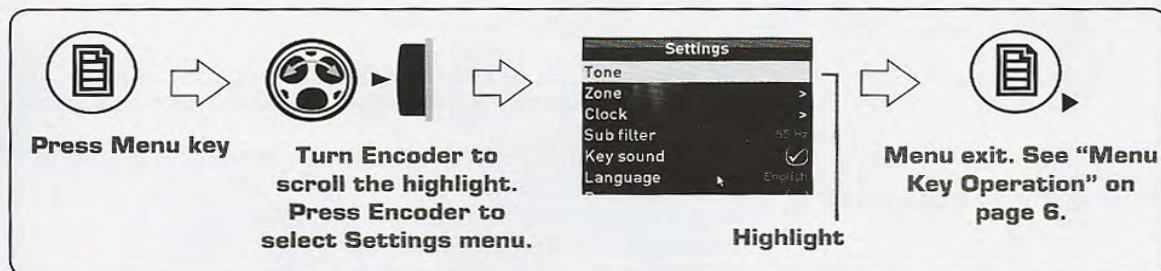 Press Menu key
Turn Encoder to
scroll the highlight.
Press Encoder to
select Settings menu.
Settings
Tone
Zone >
Clock >
Sub filter 55 Hz
Key sound
Language English
Highlight
Menu exit. See “Menu
Key Operation” on
page 6.